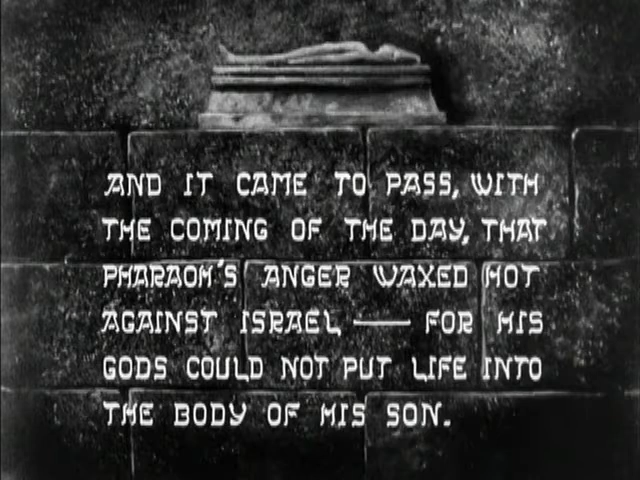 AND IT CAME TO PASS, WITH
THE COMING OF THE DAY, THAT
PHARAOH'S ANGER WAXED HOT
AGAINST ISRAEL — FOR HIS
GODS COULD NOT PUT LIFE INTO
THE BODY OF HIS SON.